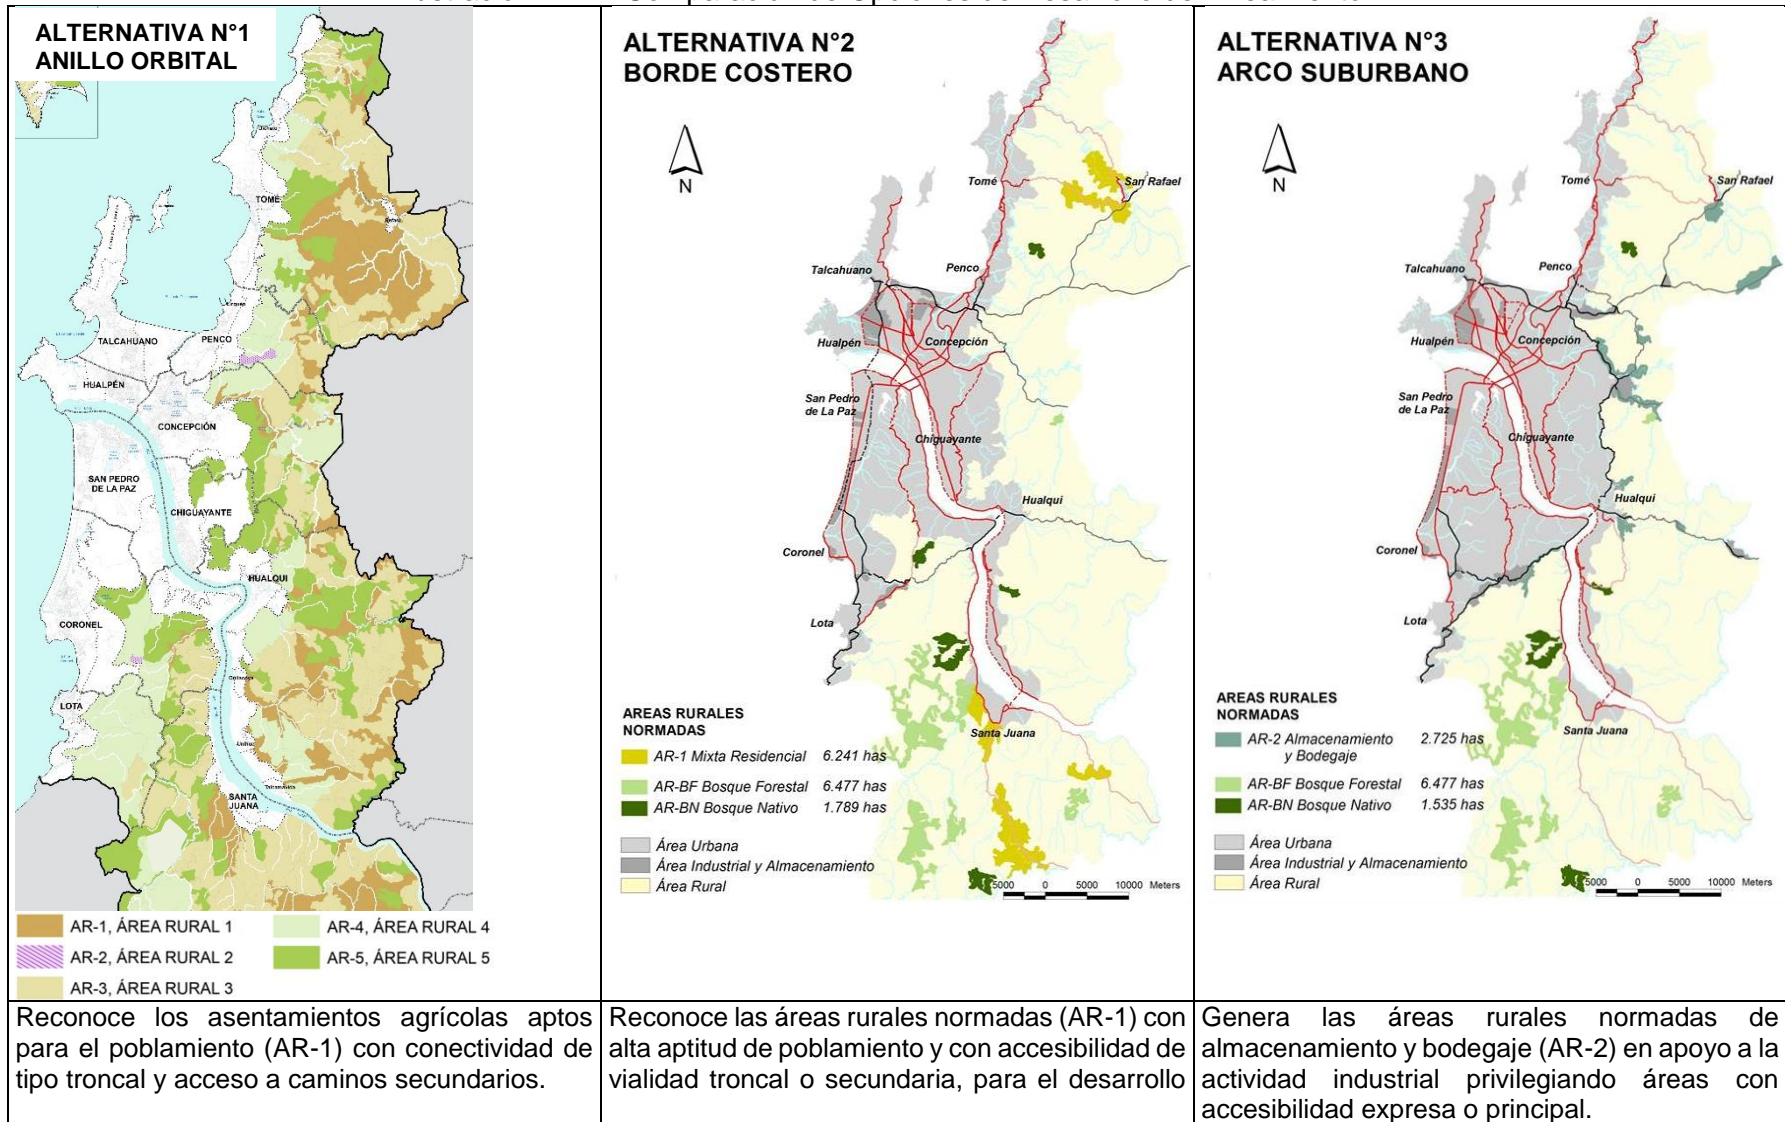 ALTERNATIVA N°1
ANILLO ORBITAL
TOMÉ
TALCAHUANO
PENCO
HUALPÉN
CONCEPCIÓN
SAN PEDRO
DE LA PAZ
CHIGUAYANTE
HUALQUI
CORONEL
LOTA
SANTA
JUANA
AR-1, ÁREA RURAL 1
AR-2, ÁREA RURAL 2
AR-3, ÁREA RURAL 3
AR-4, ÁREA RURAL 4
AR-5, ÁREA RURAL 5
Reconoce los asentamientos agrícolas aptos
para el poblamiento (AR-1) con conectividad de
tipo troncal y acceso a caminos secundarios.
ALTERNATIVA N°2
BORDE COSTERO
N
Tomé
San Rafael
Talcahuano
Penco
Hualpén
Concepción
San Pedro
de La Paz
Chiguayante
Hualqui
Coronel
Lota
Santa Juana
AREAS RURALES
NORMADAS
AR-1 Mixta Residencial 6.241 has
AR-BF Bosque Forestal 6.477 has
AR-BN Bosque Nativo 1.789 has
Área Urbana
Área Industrial y Almacenamiento
Área Rural
5000 0 5000 10000 Meters
Reconoce las áreas rurales normadas (AR-1) con
alta aptitud de poblamiento y con accesibilidad de
vialidad troncal o secundaria, para el desarrollo
ALTERNATIVA N°3
ARCO SUBURBANO
N
Tomé
San Rafael
Talcahuano
Penco
Hualpén
Concepción
San Pedro
de La Paz
Chiguayante
Hualqui
Coronel
Lota
Santa Juana
AREAS RURALES
NORMADAS
AR-2 Almacenamiento 2.725 has
y Bodegaje
AR-BF Bosque Forestal 6.477 has
AR-BN Bosque Nativo 1.535 has
Área Urbana
Área Industrial y Almacenamiento
Área Rural
5000 0 5000 10000 Meters
Genera las áreas rurales normadas de
almacenamiento y bodegaje (AR-2) en apoyo a la
actividad industrial privilegiando áreas con
accesibilidad expresa o principal.